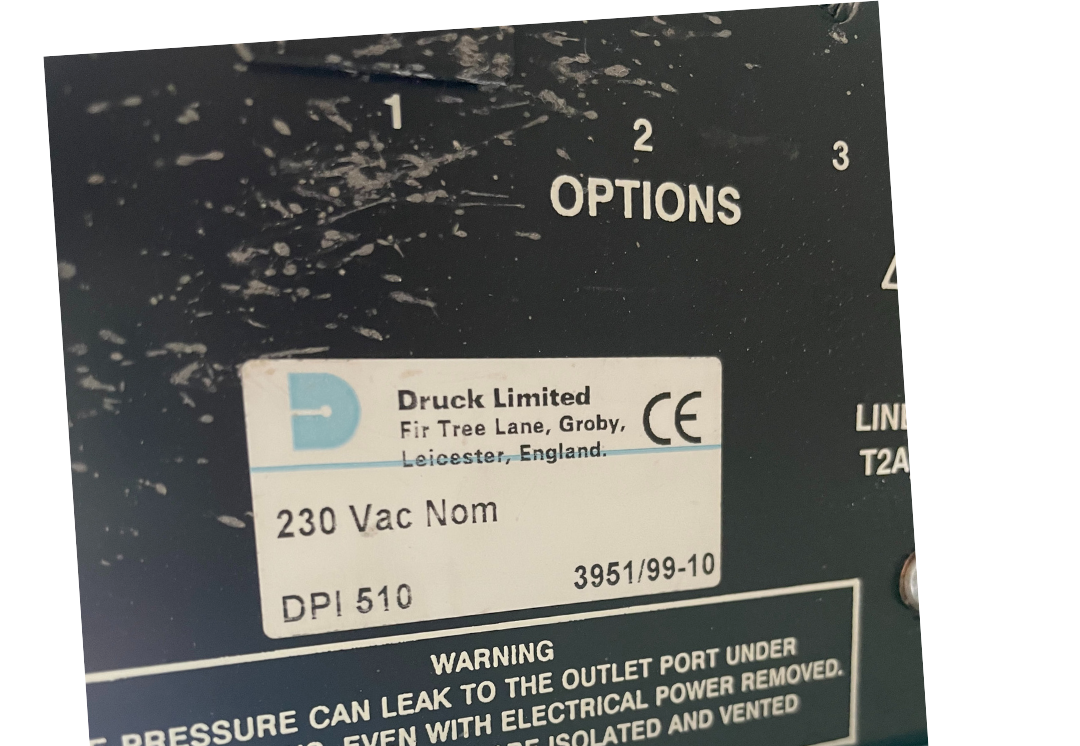 1
2
3
OPTIONS
Druck Limited
Fir Tree Lane, Groby,
Leicester, England.
CE
230 Vac Nom
3951/99-10
DPI 510
T2A
WARNING
PRESSURE CAN LEAK TO THE OUTLET PORT UNDER
EVEN WITH ELECTRICAL POWER REMOVED.
ISOLATED AND VENTED